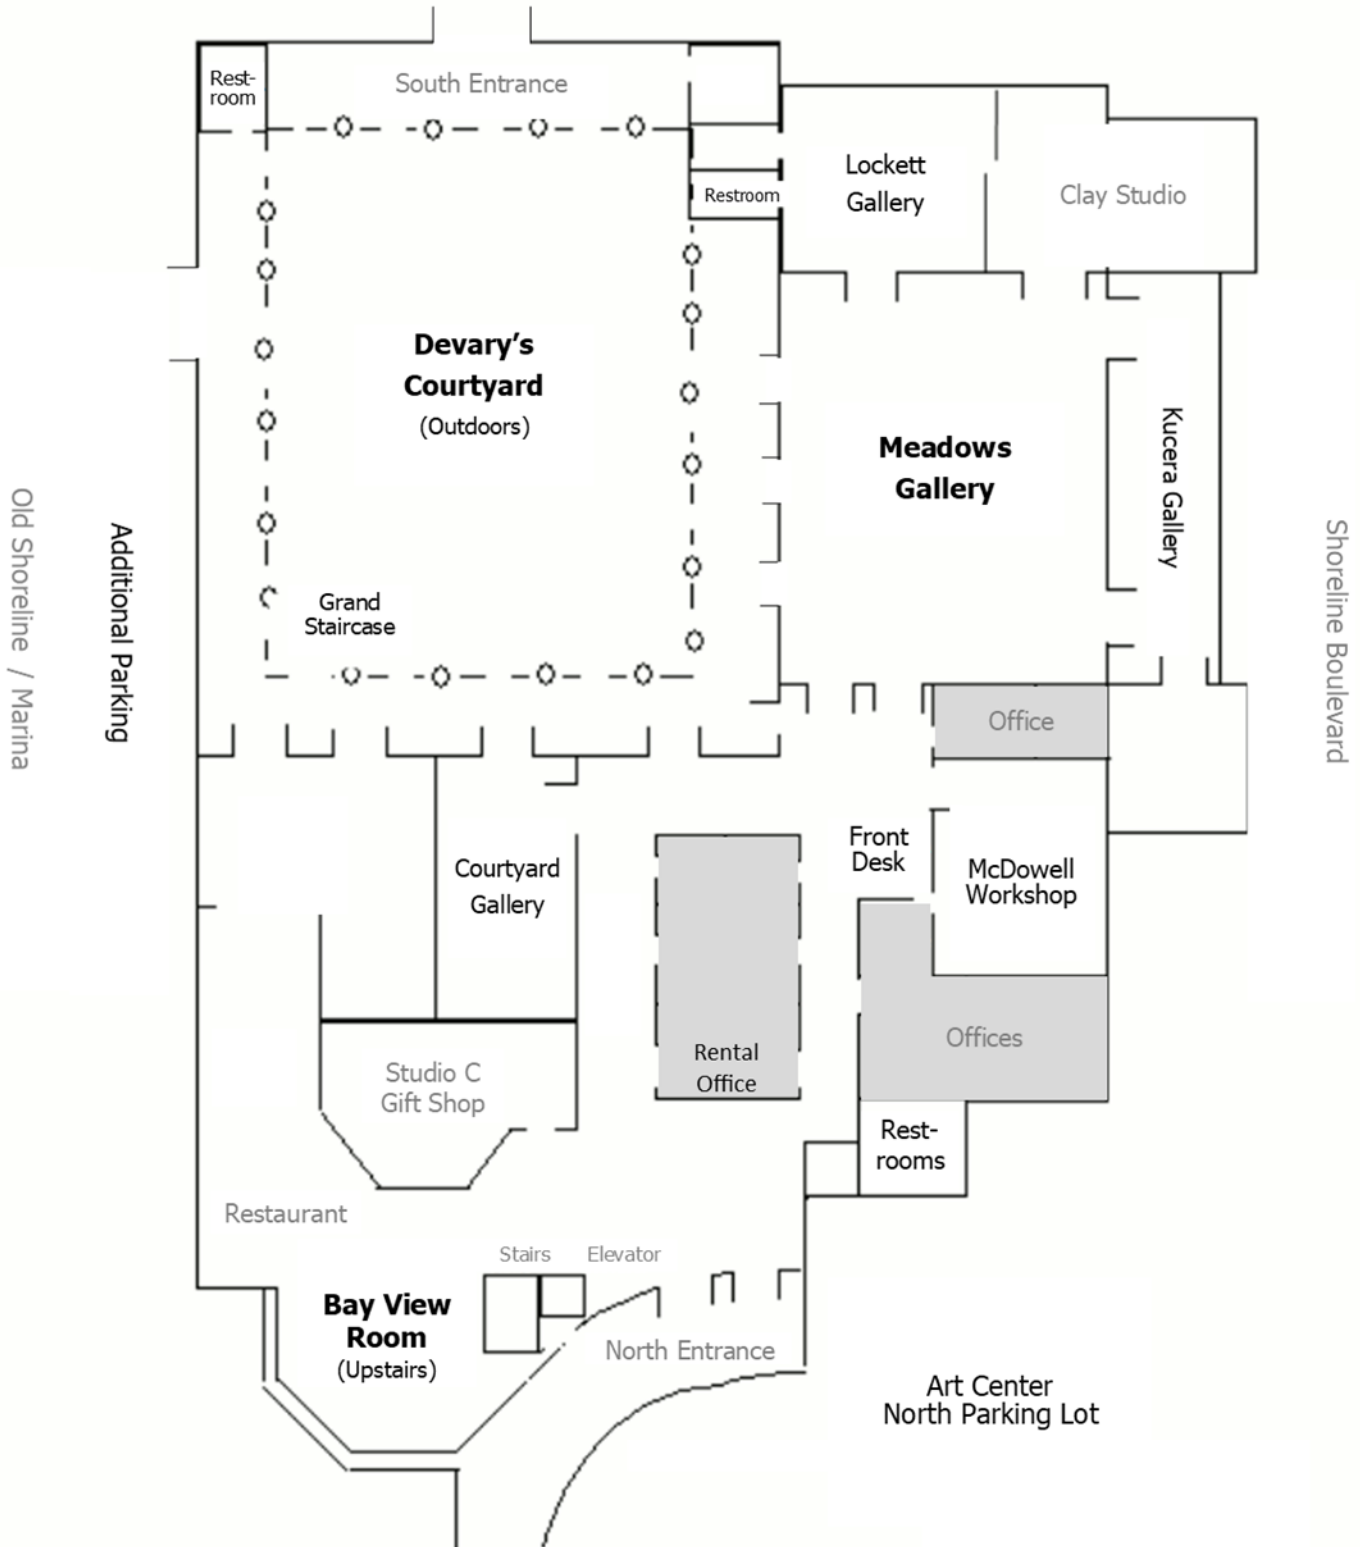 Rest-
room
South Entrance
Lockett
Gallery
Clay Studio
Restroom
Devary’s
Courtyard
(Outdoors)
Meadows
Gallery
Kucera Gallery
Old Shoreline / Marina
Additional Parking
Shoreline Boulevard
Grand
Staircase
Office
Front
Desk
McDowell
Workshop
Courtyard
Gallery
Rental
Office
Offices
Studio C
Gift Shop
Rest-
rooms
Restaurant
Stairs
Elevator
Bay View
Room
(Upstairs)
North Entrance
Art Center
North Parking Lot